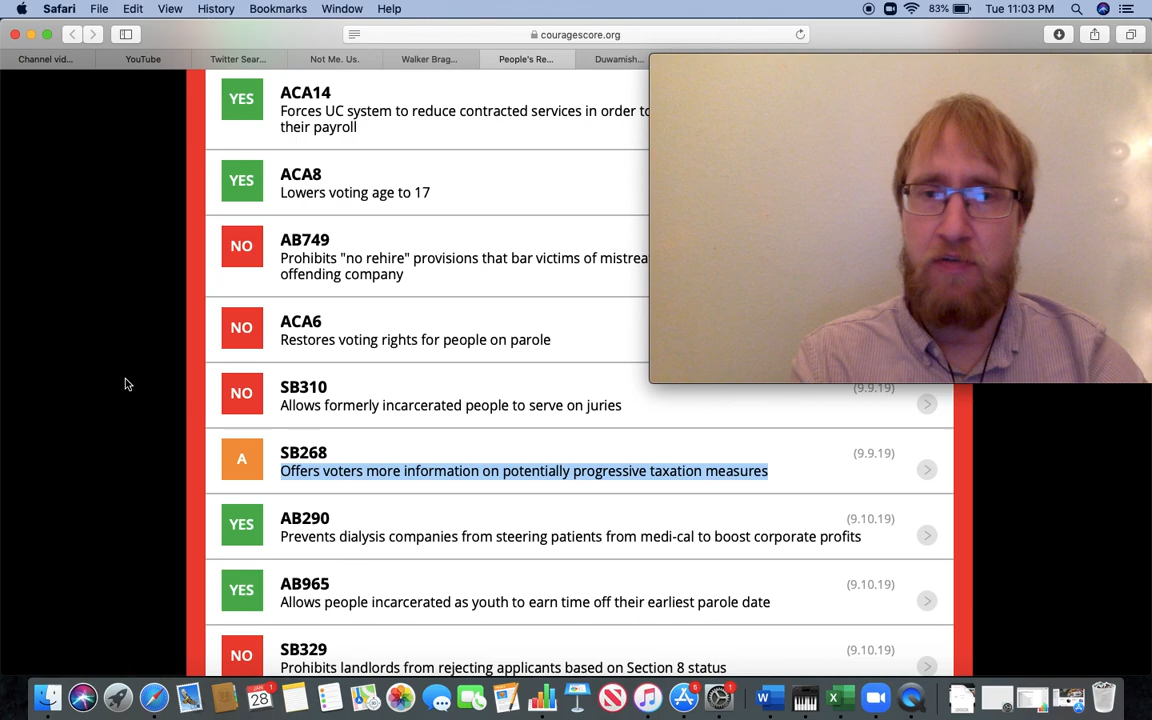 Safari File Edit View History Bookmarks Window Help 83% Tue 11:03 PM
couragescore.org
Channel vid... YouTube Twitter Sear... Not Me. Us. Walker Brag... People's Re... Duwamish...
YES ACA14
Forces UC system to reduce contracted services in order to
their payroll
YES ACA8
Lowers voting age to 17
NO AB749
Prohibits "no rehire" provisions that bar victims of mistrea
offending company
NO ACA6
Restores voting rights for people on parole
NO SB310 (9.9.19)
Allows formerly incarcerated people to serve on juries
A SB268 (9.9.19)
Offers voters more information on potentially progressive taxation measures
YES AB290 (9.10.19)
Prevents dialysis companies from steering patients from medi-cal to boost corporate profits
YES AB965 (9.10.19)
Allows people incarcerated as youth to earn time off their earliest parole date
NO SB329 (9.10.19)
Prohibits landlords from rejecting applicants based on Section 8 status
28